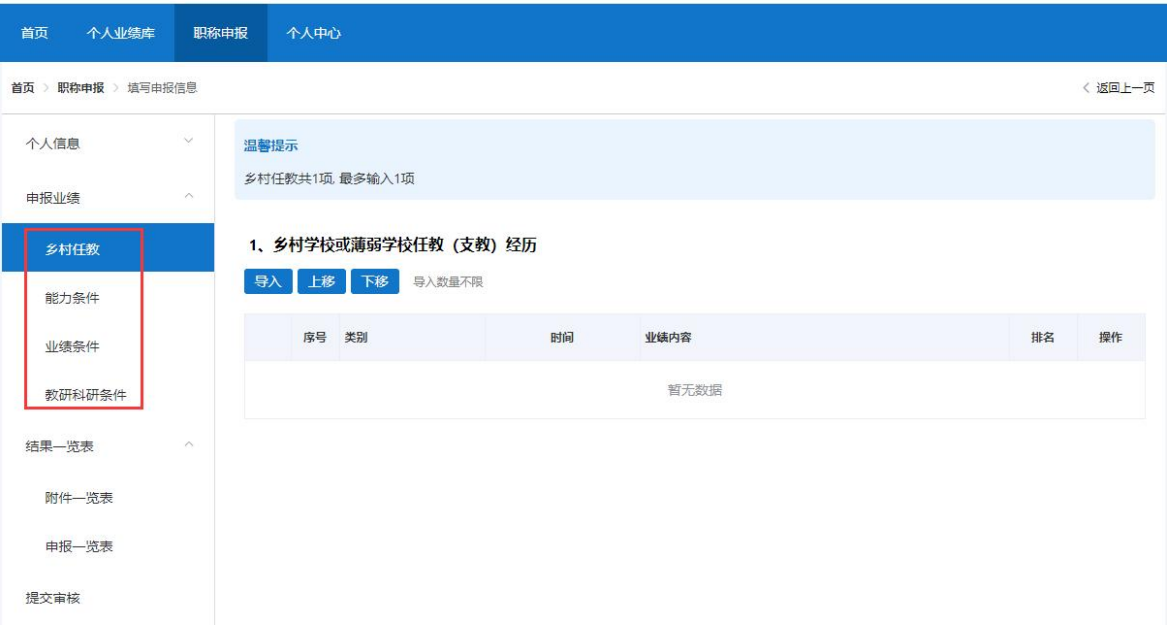 首页 个人业绩库 职称申报 个人中心
首页 > 职称申报 > 填写申报信息 < 返回上一页
个人信息
温馨提示
乡村任教共1项, 最多输入1项
申报业绩
乡村任教
1、乡村学校或薄弱学校任教（支教）经历
导入 上移 下移 导入数量不限
能力条件
序号 类别 时间 业绩内容 排名 操作
业绩条件
暂无数据
教研科研条件
结果一览表
附件一览表
申报一览表
提交审核